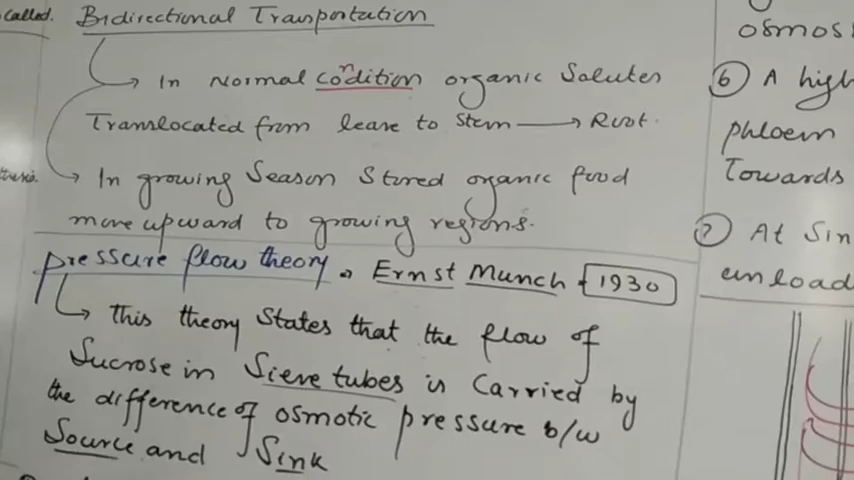 called. Bidirectional Transportation
In Normal condition organic Solutes
Translocated from leave to Stem → Root.
In growing Season Stored organic food
move upward to growing regions.
pressure flow theory → Ernst Munch - 1930
This theory States that the flow of
Sucrose in Sieve tubes is Carried by
the difference of osmotic pressure b/w
Source and Sink
osmosi
⑥ A high
phloem
Towards
⑦ At Sin
unload